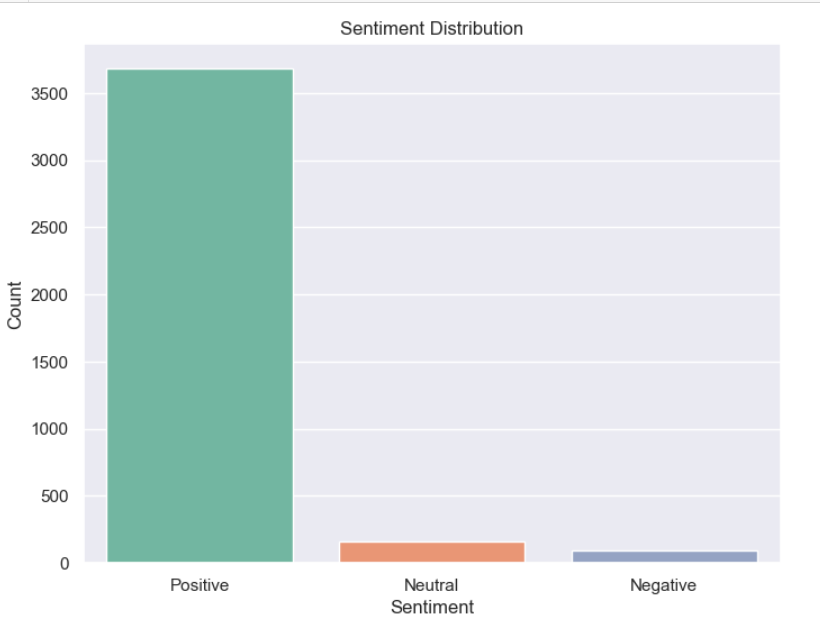 Sentiment Distribution
3500
3000
2500
2000
1500
1000
500
0
Count
Positive Neutral Negative
Sentiment